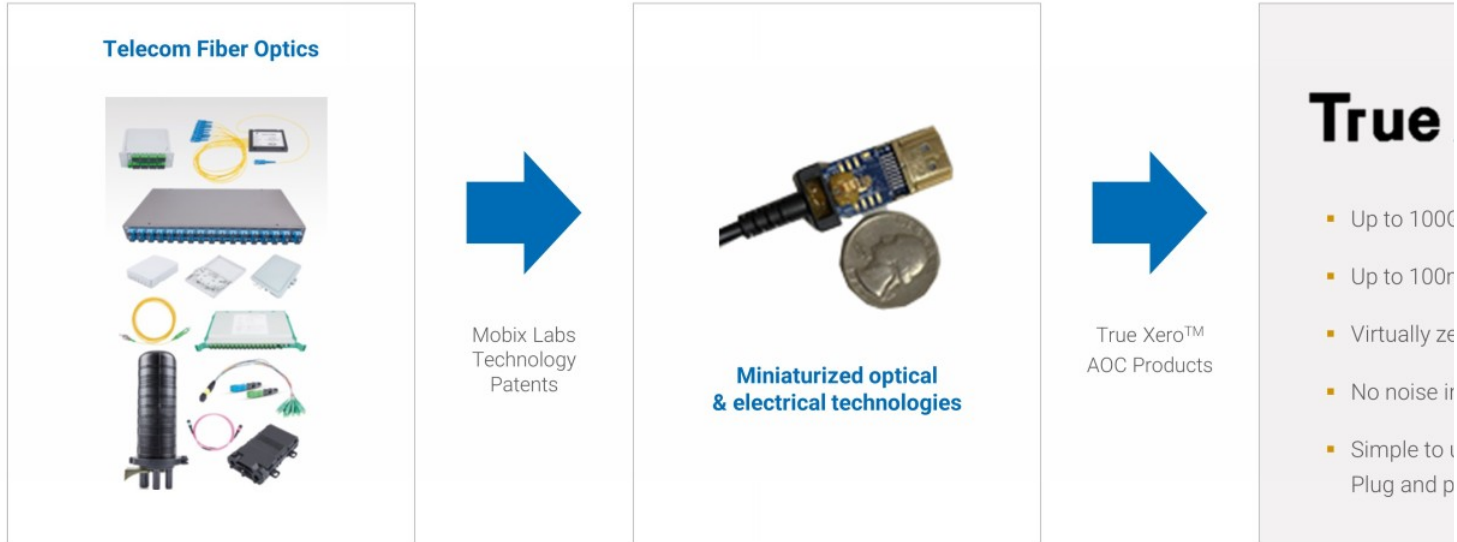 Telecom Fiber Optics
Mobix Labs
Technology
Patents
Miniaturized optical
& electrical technologies
True Xero™
AOC Products
True
Up to
Up to
Virtually
No noise
Simple to
Plug and